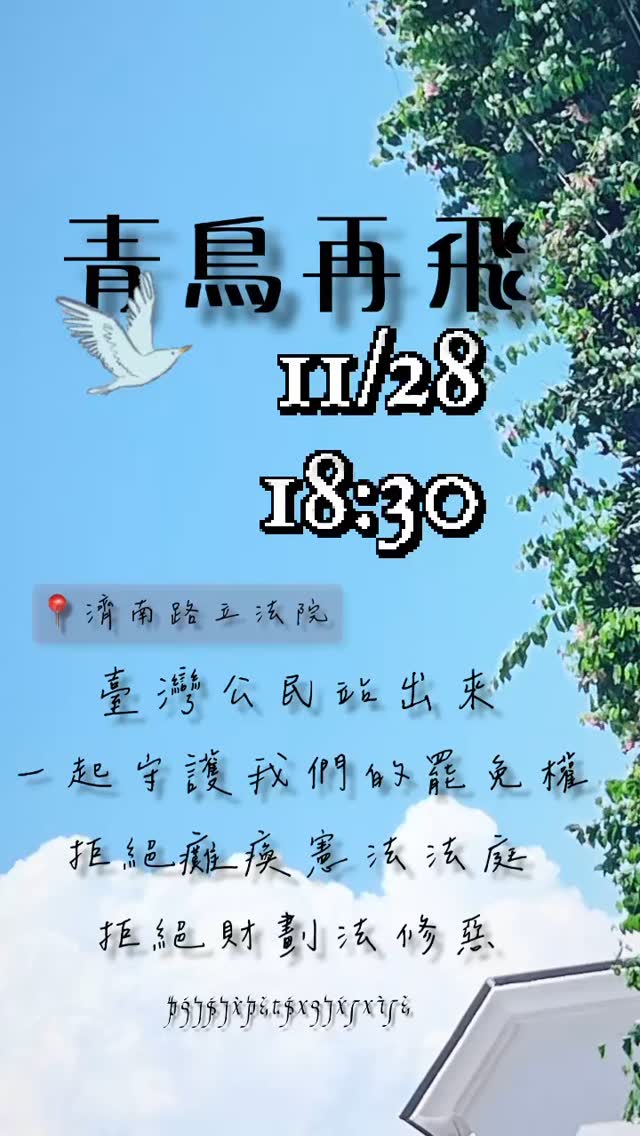 青鳥再飛
11/28
18:30
濟南路立法院
臺灣公民站出來
一起守護我們的罷免權
拒絕癱瘓憲法法庭
拒絕財劃法修惡